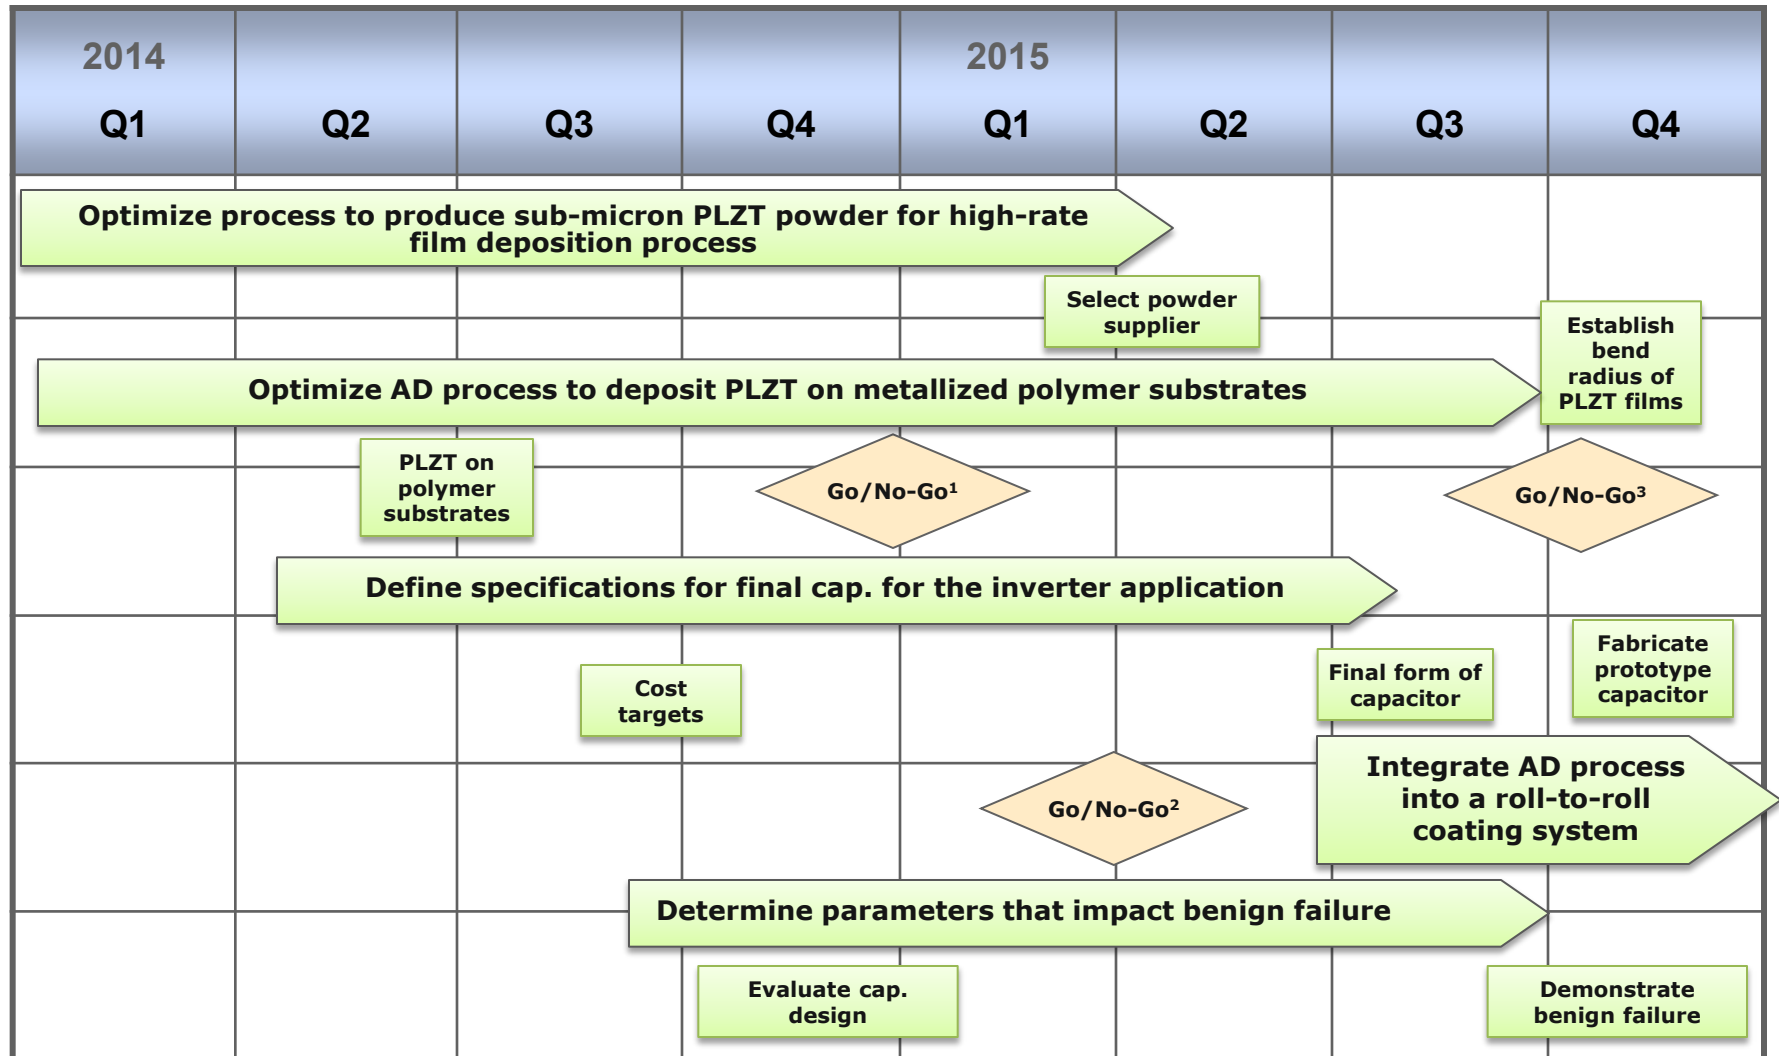 2014
2015
Q1
Q2
Q3
Q4
Q1
Q2
Q3
Q4
Optimize process to produce sub-micron PLZT powder for high-rate
film deposition process
Select powder
supplier
Establish
bend
radius of
PLZT films
Optimize AD process to deposit PLZT on metallized polymer substrates
PLZT on
polymer
substrates
Go/No-Go¹
Go/No-Go³
Define specifications for final cap. for the inverter application
Cost
targets
Final form of
capacitor
Fabricate
prototype
capacitor
Go/No-Go²
Integrate AD process
into a roll-to-roll
coating system
Determine parameters that impact benign failure
Evaluate cap.
design
Demonstrate
benign failure